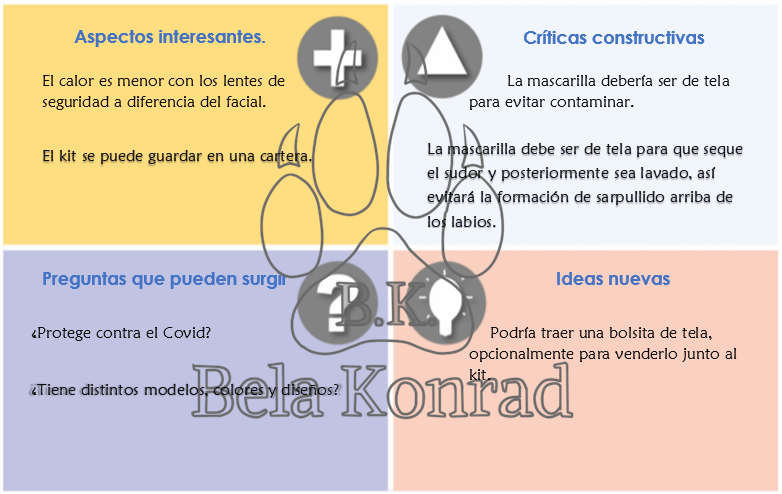 Aspectos interesantes.
El calor es menor con los lentes de
seguridad a diferencia del facial.
El kit se puede guardar en una cartera.
Críticas constructivas
La mascarilla debería ser de tela
para evitar contaminar.
La mascarilla debe ser de tela para que seque
el sudor y posteriormente sea lavado, así
evitará la formación de sarpullido arriba de
los labios.
Preguntas que pueden surgir
¿Protege contra el Covid?
¿Tiene distintos modelos, colores y diseños?
Ideas nuevas
Podría traer una bolsita de tela,
opcionalmente para venderlo junto al
kit.
B.K.
Bela Konrad